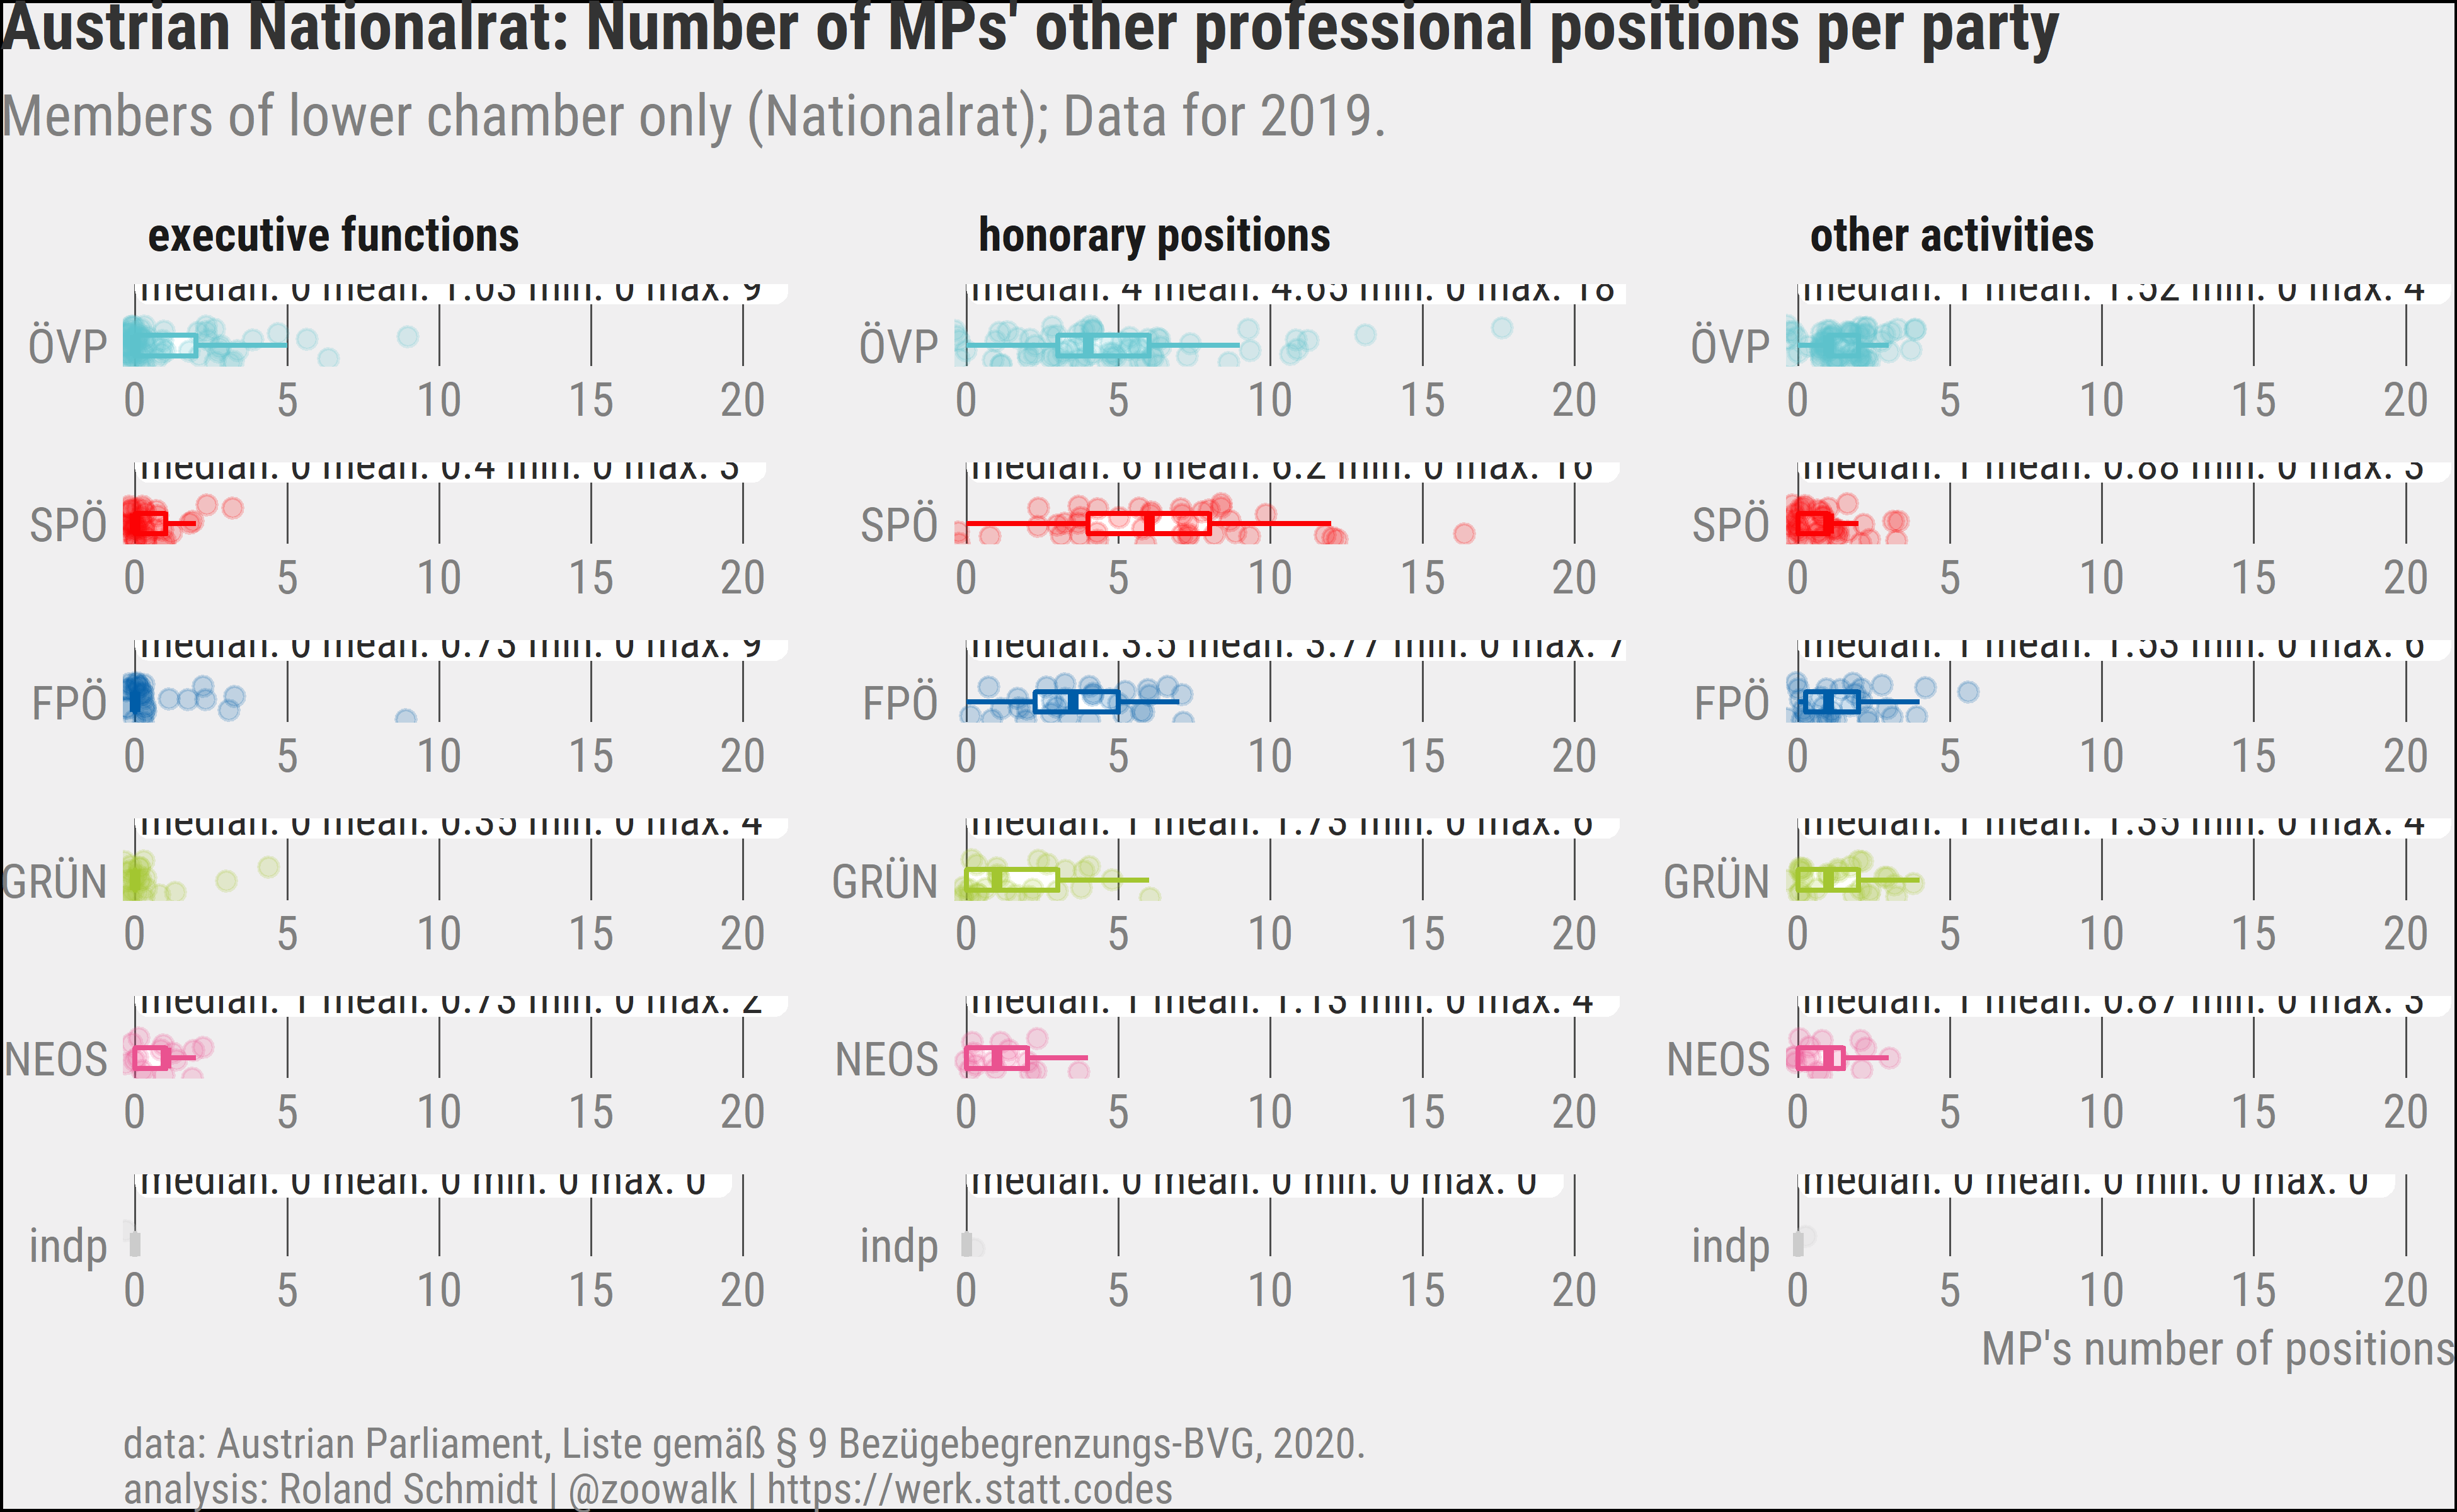 Austrian Nationalrat: Number of MPs' other professional positions per party
Members of lower chamber only (Nationalrat); Data for 2019.
executive functions honorary positions other activities
median: 0 mean: 1.03 min: 0 max: 9 median: 4 mean: 4.65 min: 0 max: 18 median: 1 mean: 1.52 min: 0 max: 4
ÖVP ÖVP ÖVP
0 5 10 15 20 0 5 10 15 20 0 5 10 15 20
median: 0 mean: 0.4 min: 0 max: 3 median: 6 mean: 6.2 min: 0 max: 16 median: 1 mean: 0.88 min: 0 max: 3
SPÖ SPÖ SPÖ
0 5 10 15 20 0 5 10 15 20 0 5 10 15 20
median: 0 mean: 0.73 min: 0 max: 9 median: 3.5 mean: 3.77 min: 0 max: 7 median: 1 mean: 1.53 min: 0 max: 6
FPÖ FPÖ FPÖ
0 5 10 15 20 0 5 10 15 20 0 5 10 15 20
median: 0 mean: 0.35 min: 0 max: 4 median: 1 mean: 1.73 min: 0 max: 6 median: 1 mean: 1.35 min: 0 max: 4
GRÜN GRÜN GRÜN
0 5 10 15 20 0 5 10 15 20 0 5 10 15 20
median: 1 mean: 0.73 min: 0 max: 2 median: 1 mean: 1.13 min: 0 max: 4 median: 1 mean: 0.87 min: 0 max: 3
NEOS NEOS NEOS
0 5 10 15 20 0 5 10 15 20 0 5 10 15 20
median: 0 mean: 0 min: 0 max: 0 median: 0 mean: 0 min: 0 max: 0 median: 0 mean: 0 min: 0 max: 0
indp indp indp
0 5 10 15 20 0 5 10 15 20 0 5 10 15 20
MP's number of positions
data: Austrian Parliament, Liste gemäß § 9 Bezügebegrenzungs-BVG, 2020.
analysis: Roland Schmidt | @zoowalk | https://werk.statt.codes